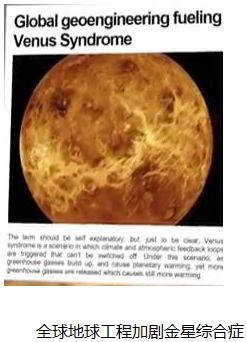 Global geoengineering fueling
Venus Syndrome
The term should be self explanatory, but, just to be clear, Venus
syndrome is a scenario in which climate and atmospheric feedback loops
are triggered that can't be switched off. Under this scenario, as
greenhouse gasses build up, and cause planetary warming, yet more
greenhouse gasses are released which causes still more warming.
全球地球工程加剧金星综合症